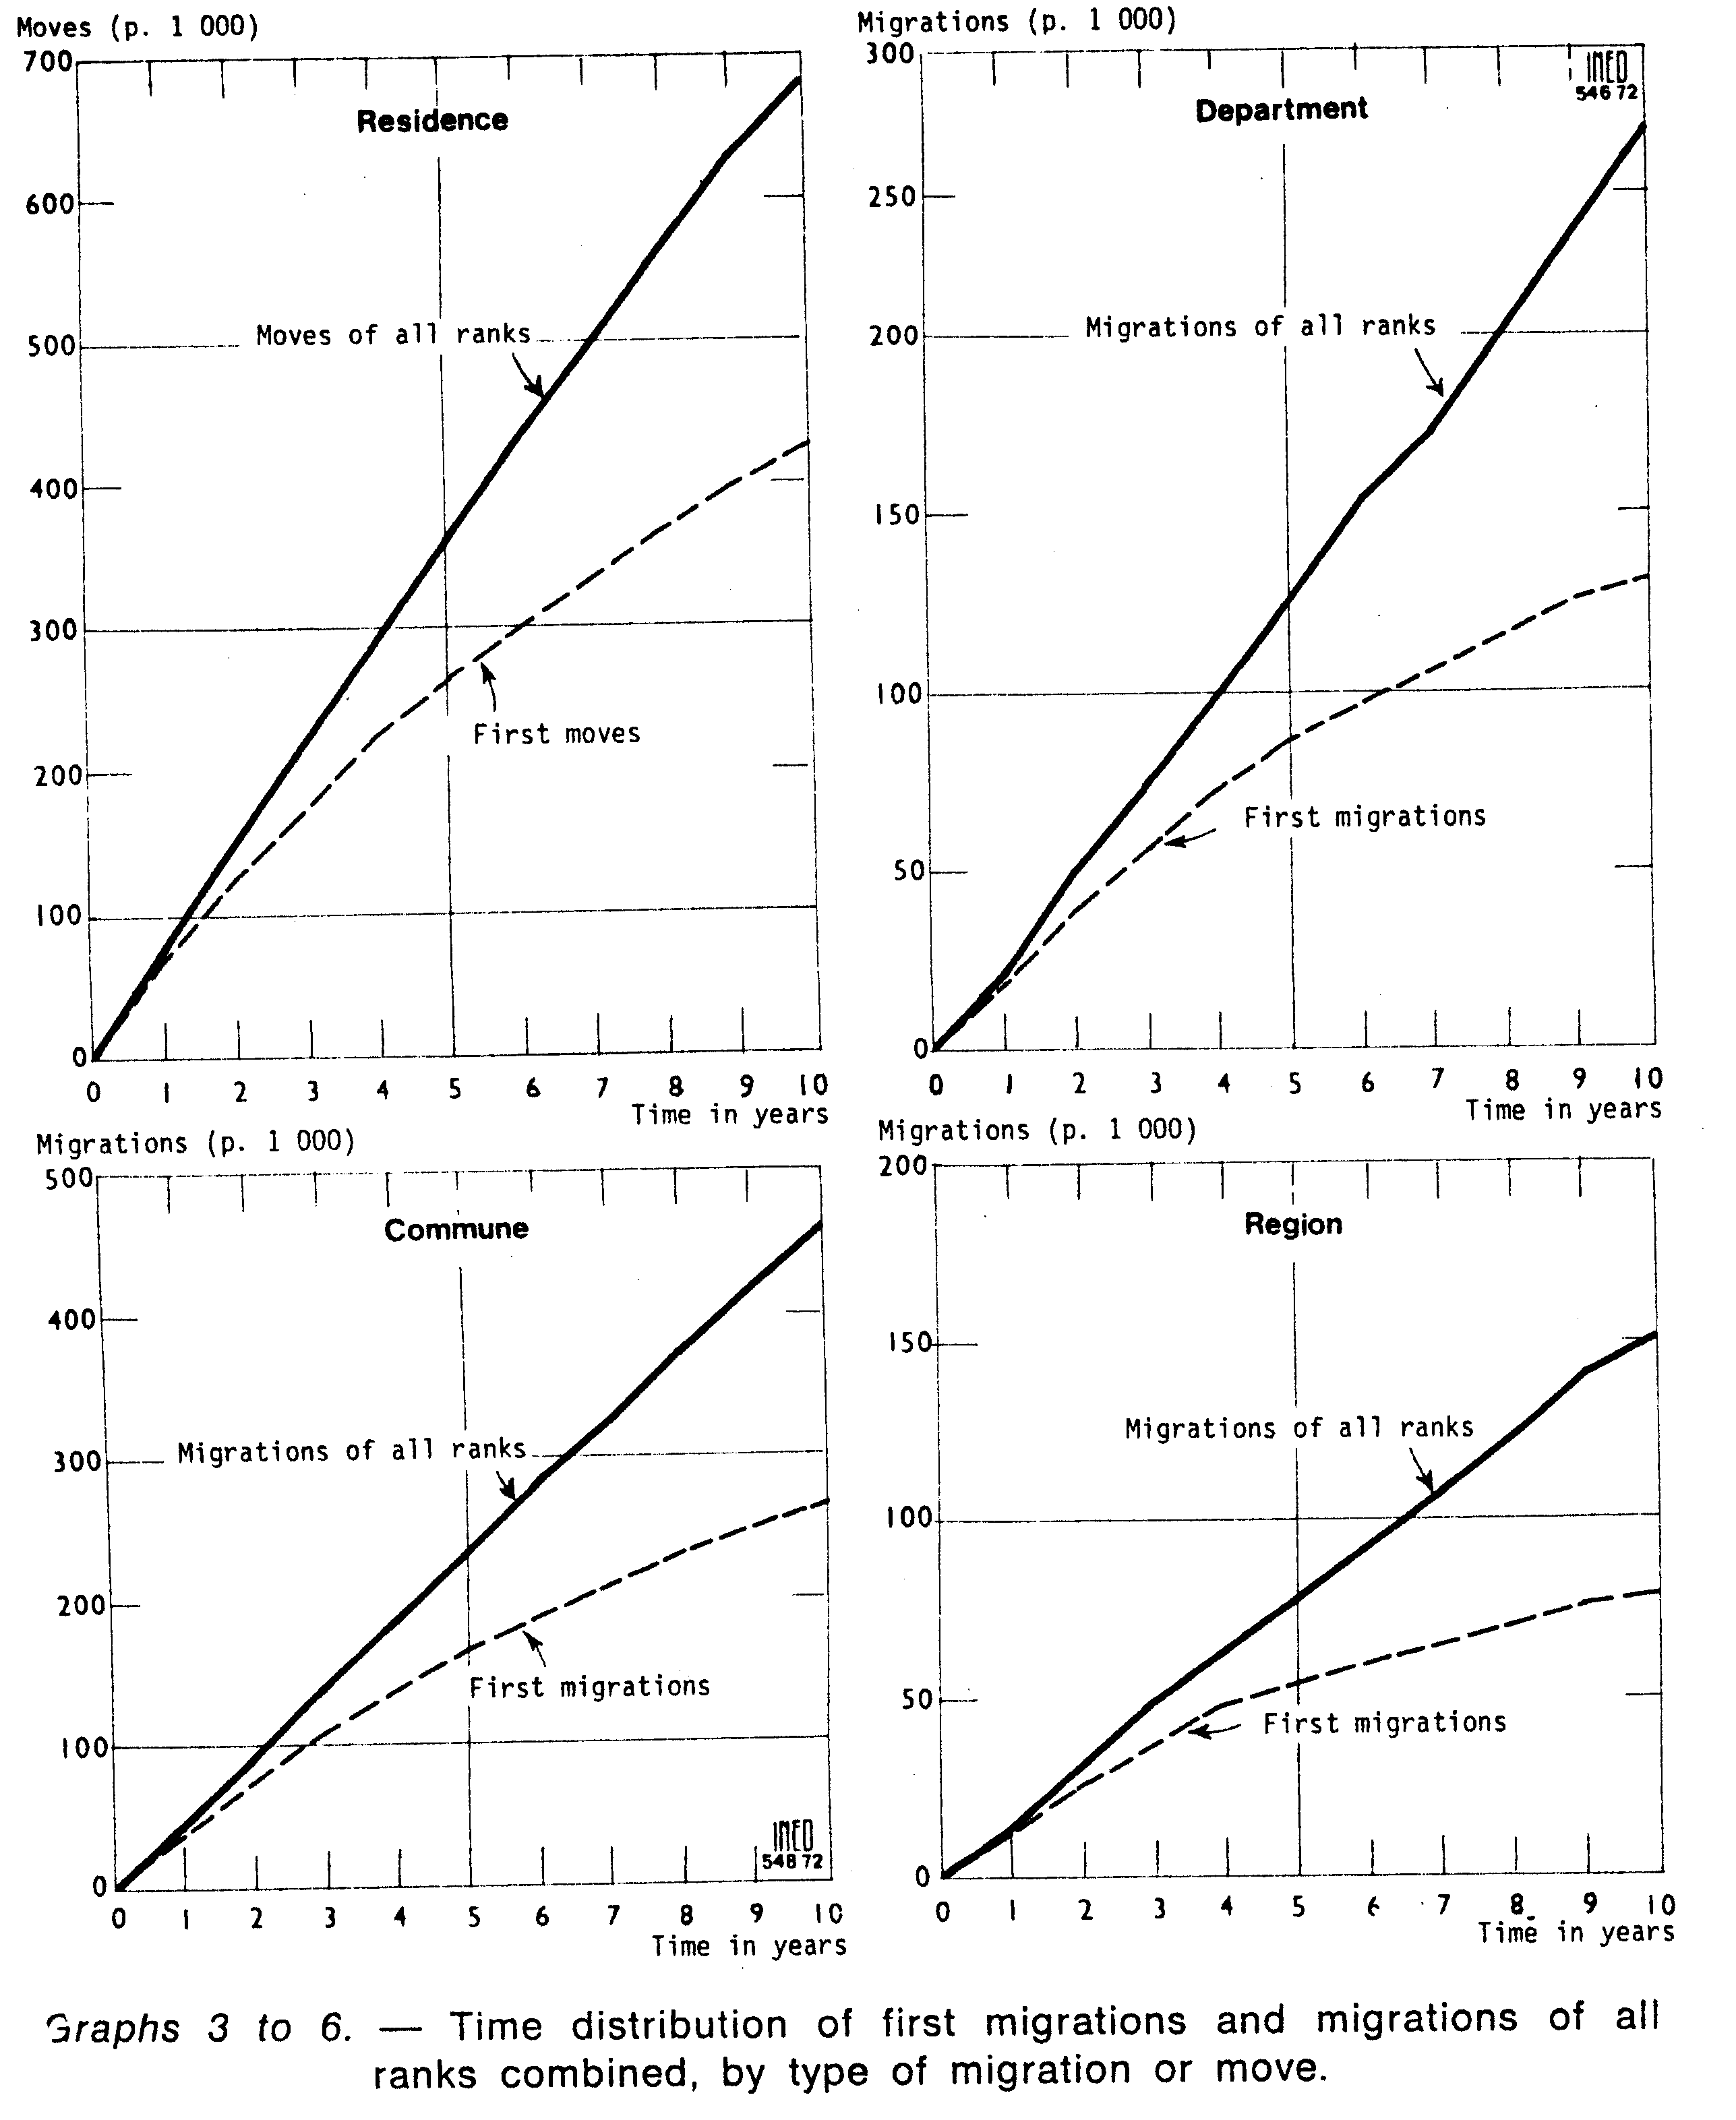 Moves (p. 1 000)
700
600
500
400
300
200
100
0
Residence
Moves of all ranks
First moves
0 1 2 3 4 5 6 7 8 9 10
Time in years
Migrations (p. 1 000)
300
250
200
150
100
50
0
INED
546 72
Department
Migrations of all ranks
First migrations
0 1 2 3 4 5 6 7 8 9 10
Time in years
Migrations (p. 1 000)
500
400
300
200
100
0
Commune
Migrations of all ranks
First migrations
INED
548 72
0 1 2 3 4 5 6 7 8 9 10
Time in years
Migrations (p. 1 000)
200
150
100
50
0
Region
Migrations of all ranks
First migrations
0 1 2 3 4 5 6 7 8 9 10
Time in years
Graphs 3 to 6. — Time distribution of first migrations and migrations of all
ranks combined, by type of migration or move.